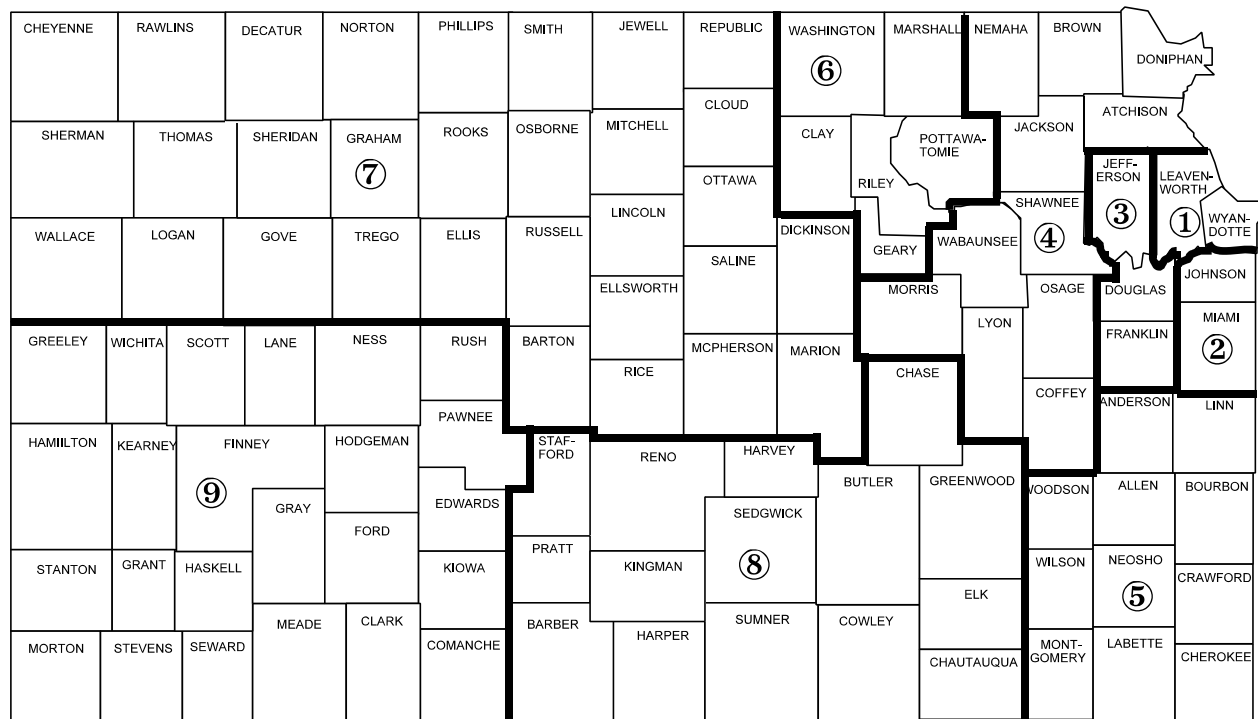 CHEYENNE
RAWLINS
DECATUR
NORTON
PHILLIPS
SMITH
JEWELL
REPUBLIC
WASHINGTON
MARSHALL
NEMAHA
BROWN
DONIPHAN
⑥
CLOUD
ATCHISON
SHERMAN
THOMAS
SHERIDAN
GRAHAM
ROOKS
OSBORNE
MITCHELL
CLAY
POTTAWA-
TOMIE
JACKSON
⑦
OTTAWA
RILEY
JEFF-
ERSON
LEAVEN-
WORTH
③
①
WYAN-
DOTTE
WALLACE
LOGAN
GOVE
TREGO
ELLIS
RUSSELL
LINCOLN
DICKINSON
GEARY
WABAUNSEE
SHAWNEE
④
SALINE
ELLSWORTH
MORRIS
OSAGE
DOUGLAS
JOHNSON
GREELEY
WICHITA
SCOTT
LANE
NESS
RUSH
BARTON
RICE
MCPHERSON
MARION
CHASE
LYON
FRANKLIN
MIAMI
②
COFFEY
ANDERSON
LINN
HAMIILTON
KEARNEY
FINNEY
HODGEMAN
PAWNEE
STAF-
FORD
RENO
HARVEY
BUTLER
GREENWOOD
WOODSON
ALLEN
BOURBON
⑨
GRAY
FORD
EDWARDS
SEDGWICK
⑧
STANTON
GRANT
HASKELL
KIOWA
PRATT
KINGMAN
ELK
WILSON
NEOSHO
⑤
CRAWFORD
MORTON
STEVENS
SEWARD
MEADE
CLARK
COMANCHE
BARBER
HARPER
SUMNER
COWLEY
CHAUTAUQUA
MONT-
GOMERY
LABETTE
CHEROKEE